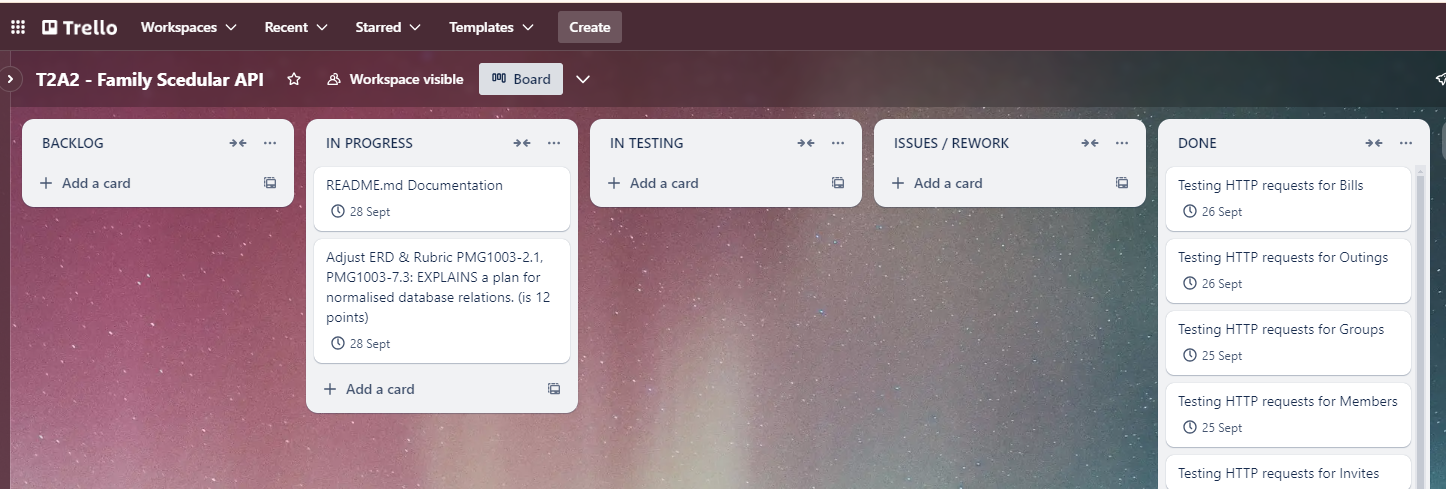 Trello Workspaces Recent Starred Templates Create
T2A2 - Family Scedular API Workspace visible Board
BACKLOG
Add a card
IN PROGRESS
README.md Documentation
28 Sept
Adjust ERD & Rubric PMG1003-2.1,
PMG1003-7.3: EXPLAINS a plan for
normalised database relations. (is 12
points)
28 Sept
Add a card
IN TESTING
Add a card
ISSUES / REWORK
Add a card
DONE
Testing HTTP requests for Bills
26 Sept
Testing HTTP requests for Outings
26 Sept
Testing HTTP requests for Groups
25 Sept
Testing HTTP requests for Members
25 Sept
Testing HTTP requests for Invites